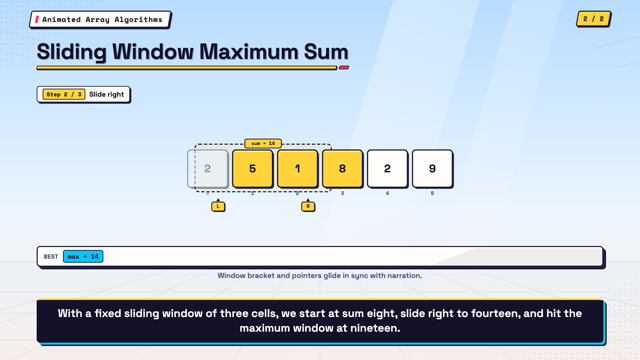 Animated Array Algorithms
2 / 2
Sliding Window Maximum Sum
Step 2 / 3 Slide right
sum = 14
2 5 1 8 2 9
3 4 5
L R
BEST max = 14
Window bracket and pointers glide in sync with narration.
With a fixed sliding window of three cells, we start at sum eight, slide right to fourteen, and hit the
maximum window at nineteen.